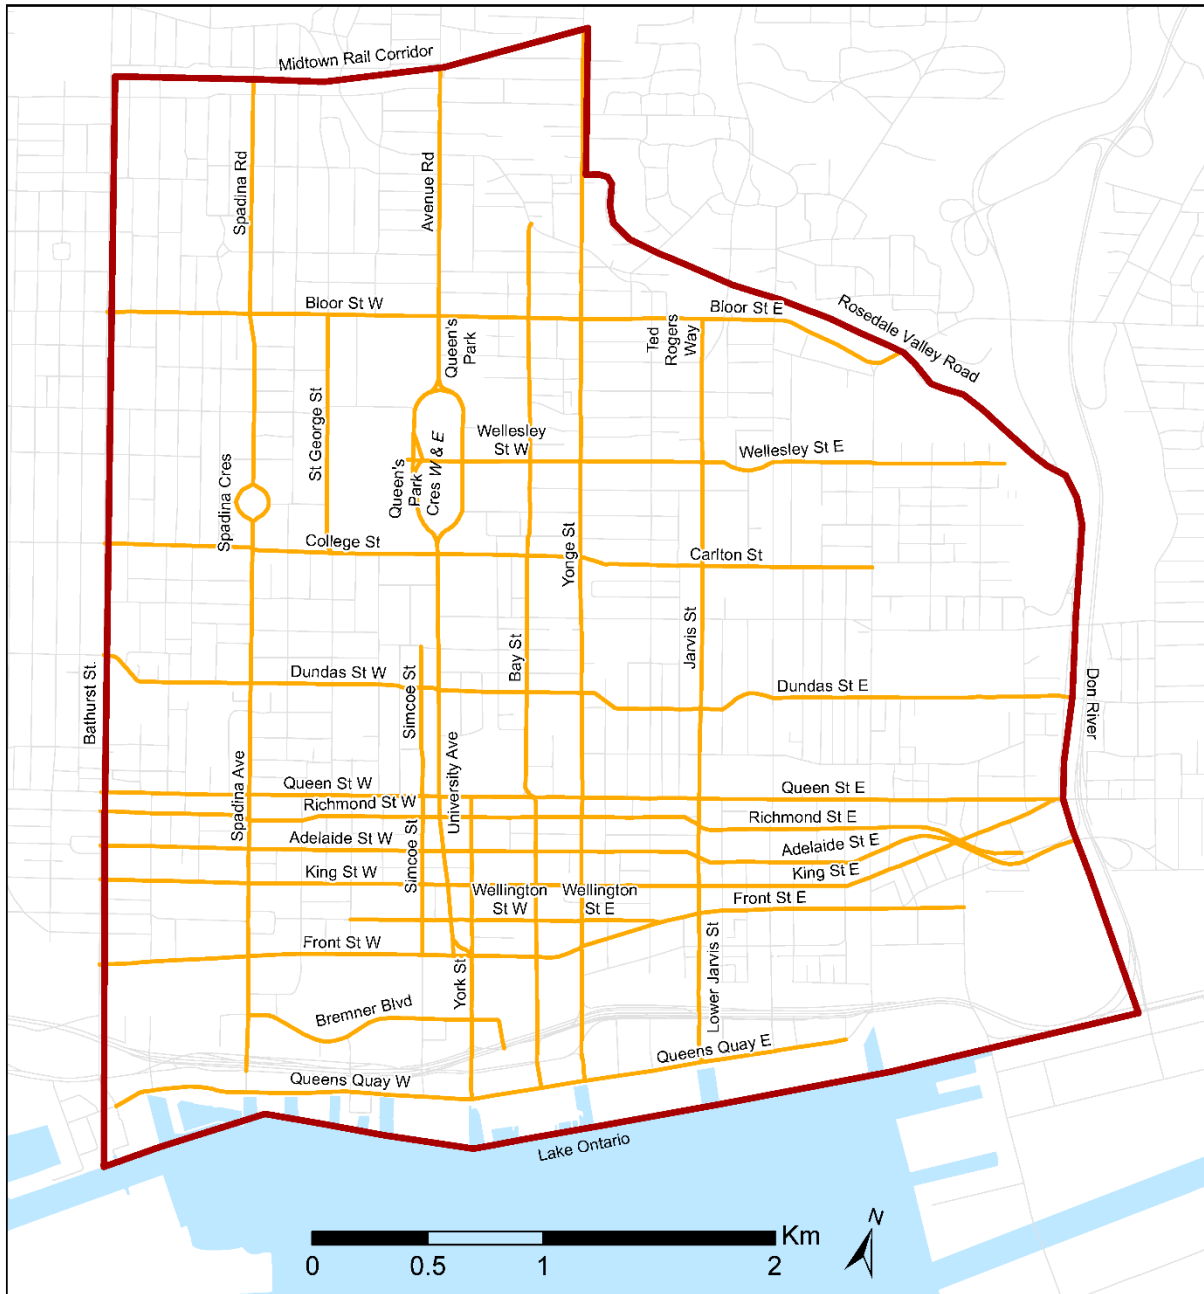 Midtown Rail Corridor
Spadina Rd
Avenue Rd
Bloor St W
Bloor St E
Rosedale Valley Road
Queen's
Park
Ted
Rogers
Way
St George St
Wellesley
St W
Wellesley St E
Spadina Cres
Queen's
Park
Cres W & E
College St
Yonge St
Carlton St
Bathurst St.
Dundas St W
Simcoe St
Bay St
Jarvis St
Dundas St E
Don River
Spadina Ave
University Ave
Queen St W
Queen St E
Richmond St W
Richmond St E
Adelaide St W
Adelaide St E
Simcoe St
King St W
King St E
Wellington
St W
Wellington
St E
Front St E
Front St W
York St
Lower Jarvis St
Bremner Blvd
Queens Quay W
Queens Quay E
Lake Ontario
N
Km
0 0.5 1 2